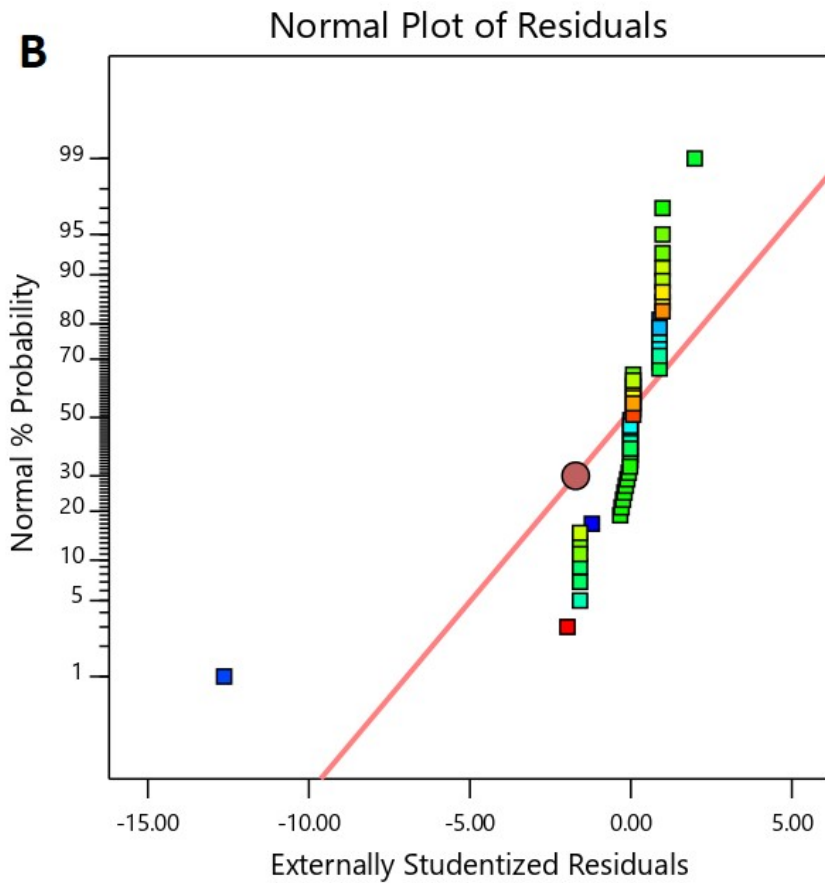 Normal Plot of Residuals
B
99
95
90
80
70
50
30
20
10
5
1
Normal % Probability
-15.00 -10.00 -5.00 0.00 5.00
Externally Studentized Residuals